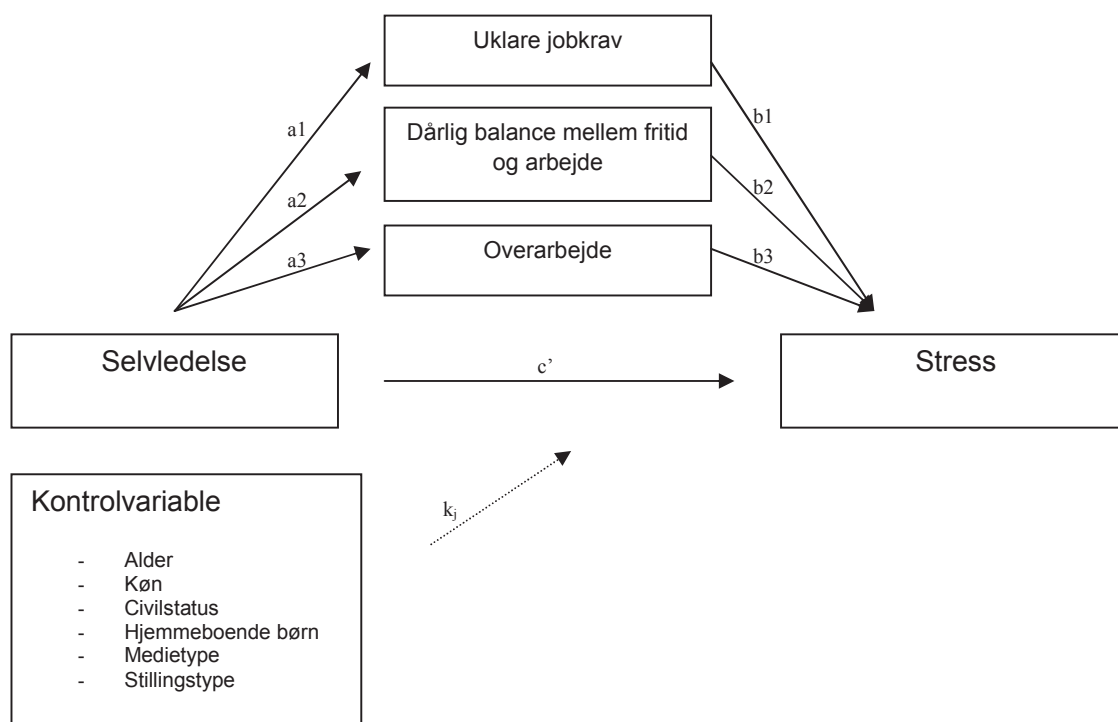 Uklare jobkrav
a1
b1
Dårlig balance mellem fritid
og arbejde
a2
b2
a3
Overarbejde
b3
Selvledelse
c’
Stress
Kontrolvariable
- Alder
- Køn
- Civilstatus
- Hjemmeboende børn
- Medietype
- Stillingstype
kj